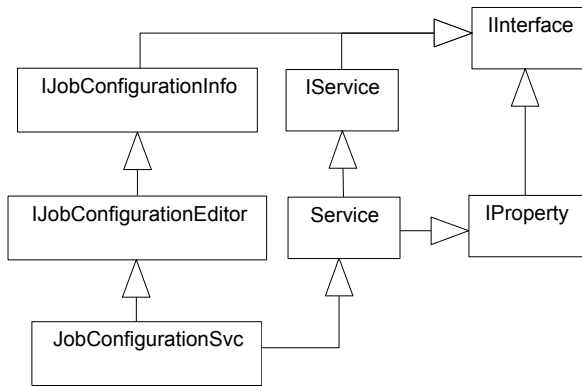 IInterface
IJobConfigurationInfo
IService
IJobConfigurationEditor
Service
IProperty
JobConfigurationSvc